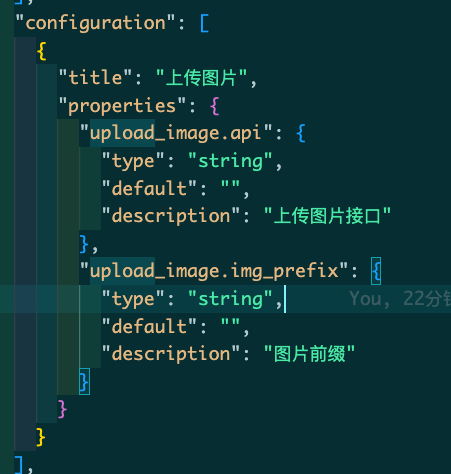 ],
"configuration": [
{
"title": "上传图片",
"properties": {
"upload_image.api": {
"type": "string",
"default": "",
"description": "上传图片接口"
},
"upload_image.img_prefix": {
"type": "string", You, 22分钟
"default": "",
"description": "图片前缀"
}
}
}
],